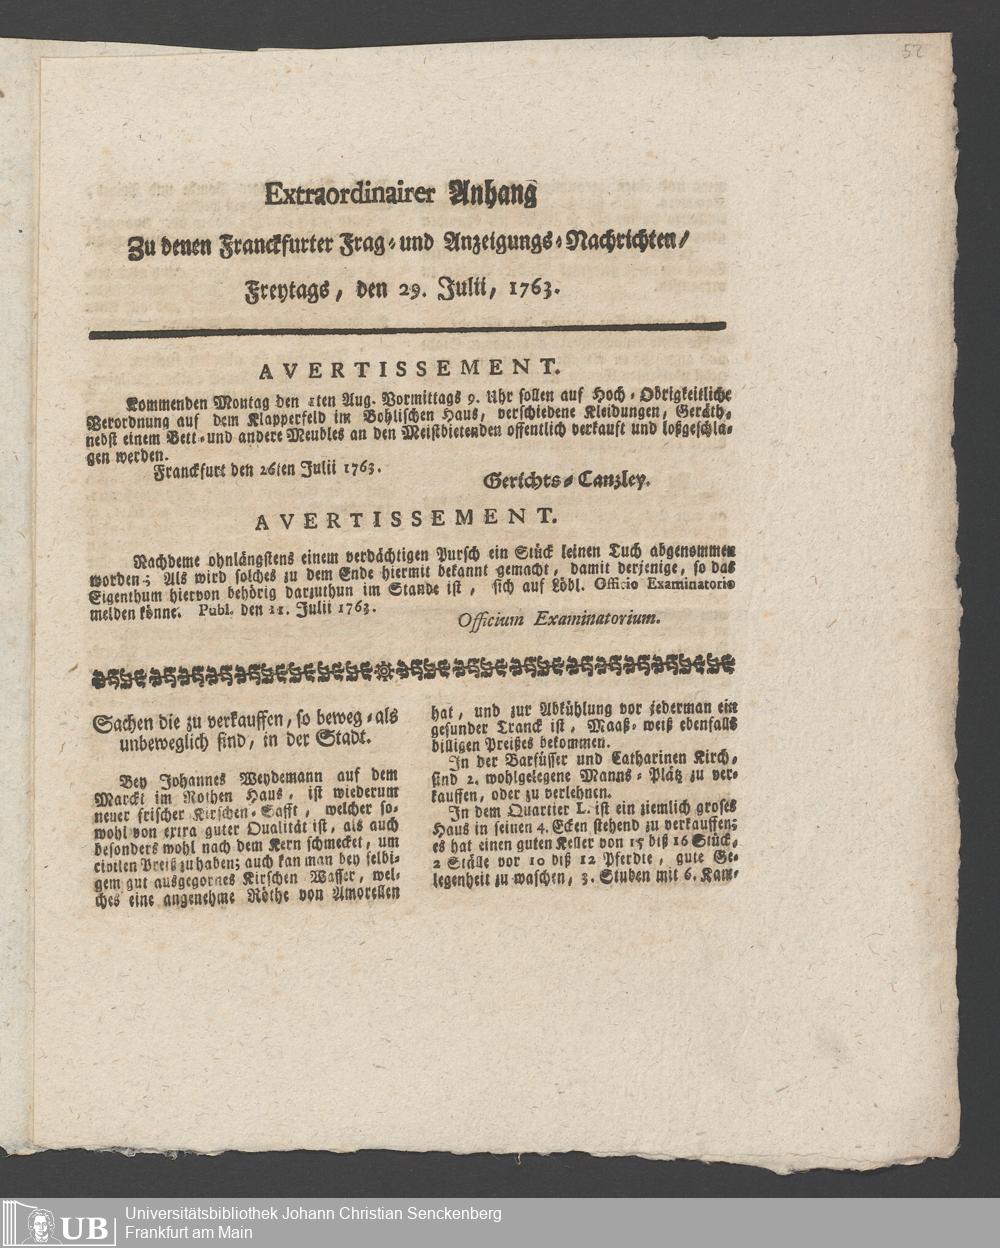 52
Extraordinairer Anhang
Zu denen Franckfurter Frag-und Anzeigungs-Nachrichten/
Freytags, den 29. Julii, 1763.
AVERTISSEMENT.
Kommenden Montag den 1ten Aug. Vormittags 9. Uhr sollen auf Hoch-Obrigkeitliche
Verordnung auf dem Klapperfeld im Bohlischen Haus, verschiedene Kleidungen, Geräth,
nebst einem Bett-und andere Meubles an den Meistbietenden offentlich verkauft und loßgeschla-
gen werden.
Franckfurt den 26ten Julii 1763.
Gerichts-Canzley.
AVERTISSEMENT.
Nachdeme ohnlängstens einem verdächtigen Pursch ein Stück leinen Tuch abgenommen
worden; Als wird solches zu dem Ende hiermit bekannt gemacht, damit derjenige, so das
Eigenthum hiervon behörig darzuthun im Stande ist, sich auf Löbl. Officio Examinatorio
melden könne. Publ. den 21. Julii 1763.
Officium Examinatorium.
Sachen die zu verkauffen, so beweg-als
unbeweglich sind, in der Stadt.
Bey Johannes Weydemann auf dem
Marckt im Rothen Haus, ist wiederum
neuer frischer Kirschen-Safft, welcher so-
wohl von extra guter Qualität ist, als auch
besonders wohl nach dem Kern schmecket, um
civilen Preiß zu haben; auch kan man bey selbi-
gem gut ausgegornes Kirschen Wasser, wel-
ches eine angenehme Röthe von Amorellen
hat, und zur Abkühlung vor jederman ein
gesunder Tranck ist, Maaß-weiß ebenfalls
billigen Preißes bekommen.
In der Barfüsser und Catharinen Kirch,
sind 2. wohlgelegene Manns-Plätz zu ver-
kauffen, oder zu verlehnen.
In dem Quartier L. ist ein ziemlich groses
Haus in seinen 4. Ecken stehend zu verkauffen;
es hat einen guten Keller von 15 biß 16 Stück,
2 Ställe vor 10 biß 12 Pferdte, gute Ge-
legenheit zu waschen, 3. Stuben mit 6. Kam-
UB
Universitätsbibliothek Johann Christian Senckenberg
Frankfurt am Main